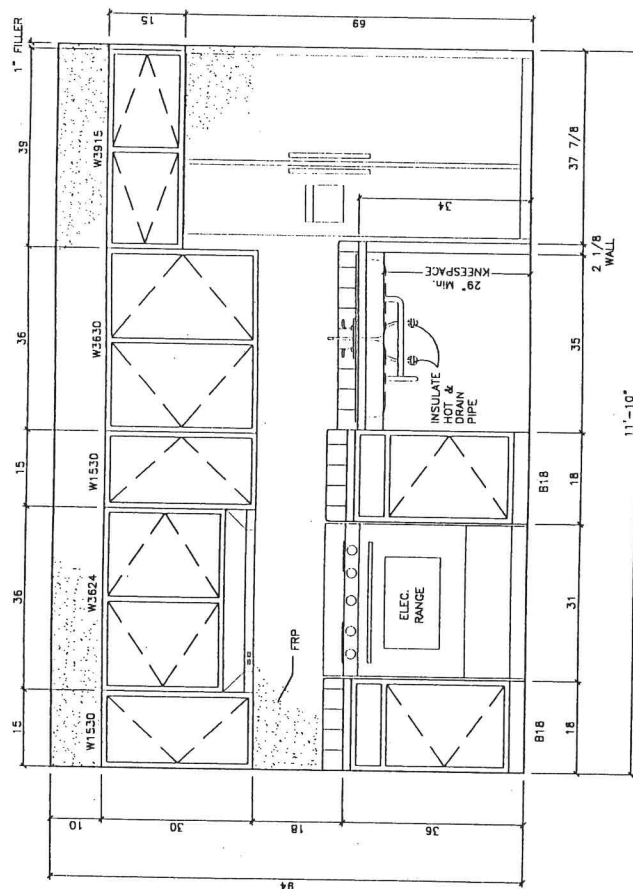 15
36
15
36
39
1" FILLER
W1530
W3624
W1530
W3630
W3915
15
69
10
30
18
36
94
FRP
ELEC.
RANGE
INSULATE
HOT &
DRAIN
PIPE
29" Min.
KNEESPACE
34
B18
B18
18
31
18
35
2 1/8
WALL
37 7/8
11'-10"